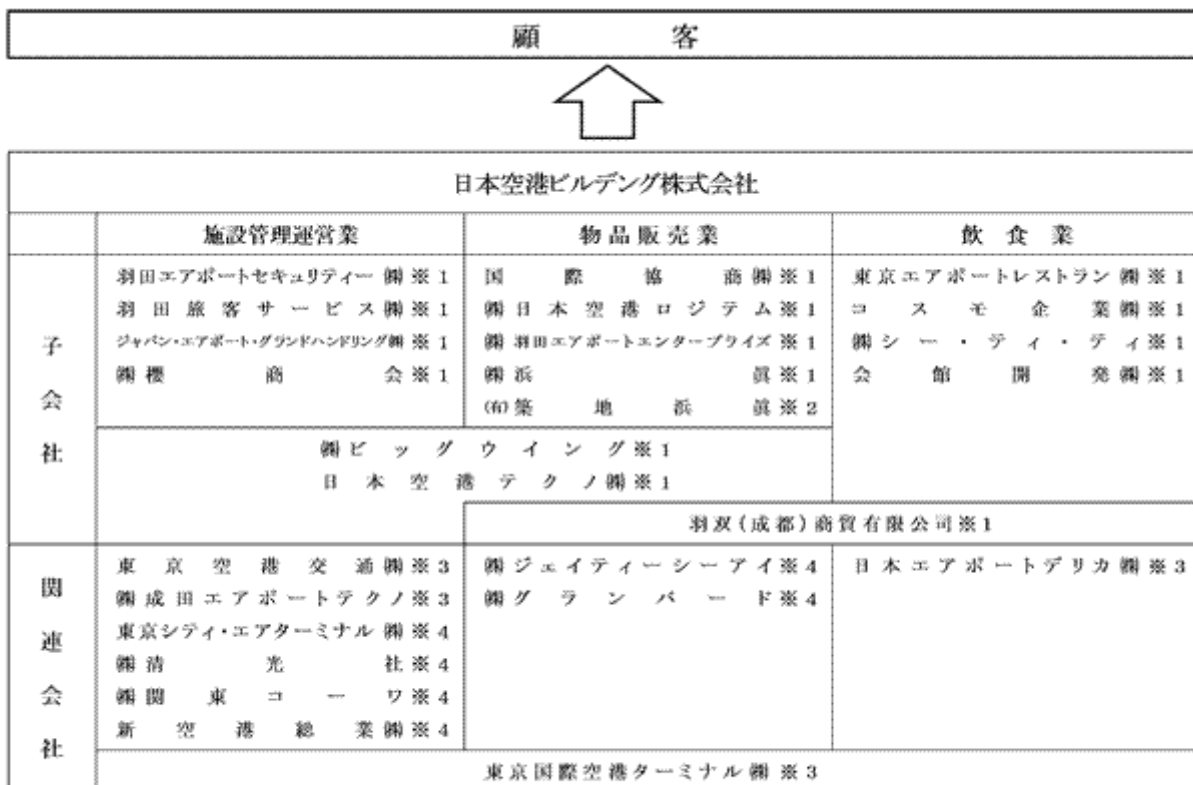 顧客
日本空港ビルデング株式会社
施設管理運営業
物品販売業
飲食業
子会社
羽田エアポートセキュリティー㈱※1
羽田旅客サービス㈱※1
ジャパン・エアポート・グランドハンドリング㈱※1
㈱櫻商会※1
国際協商㈱※1
㈱日本空港ロジテム※1
㈱羽田エアポートエンタープライズ※1
㈱浜眞※1
㈲築地浜眞※2
東京エアポートレストラン㈱※1
コスモ企業㈱※1
㈱シー・ティ・ティ※1
会館開発㈱※1
㈱ビッグウイング※1
日本空港テクノ㈱※1
羽双(成都)商貿有限公司※1
関連会社
東京空港交通㈱※3
㈱成田エアポートテクノ※3
東京シティ・エアターミナル㈱※4
㈱清光社※4
㈱関東コーワ※4
新空港総業㈱※4
㈱ジェイティーシーアイ※4
㈱グランバード※4
日本エアポートデリカ㈱※3
東京国際空港ターミナル㈱※3